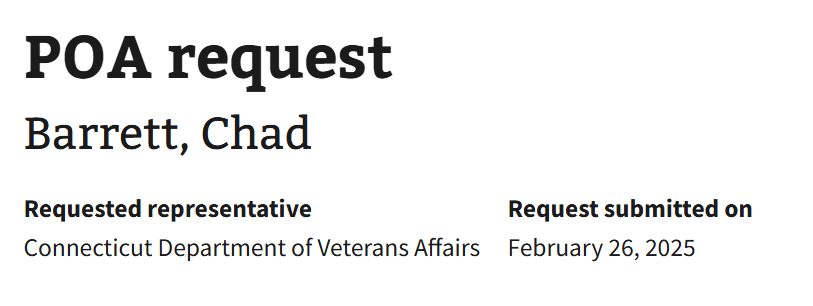 POA request
Barrett, Chad
Requested representative
Connecticut Department of Veterans Affairs
Request submitted on
February 26, 2025